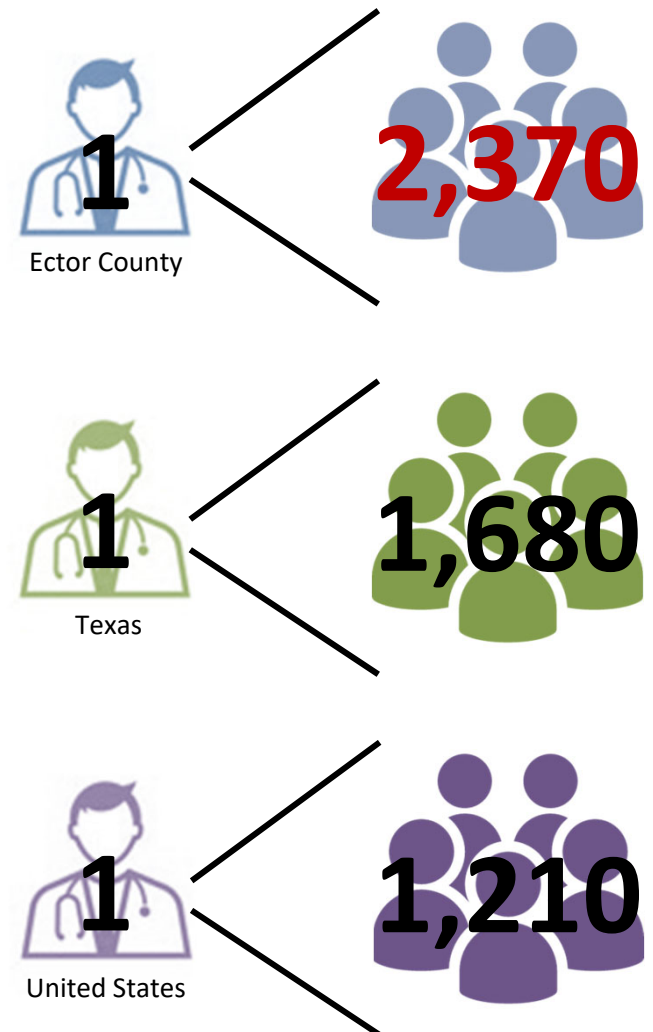 1
2,370
Ector County
1
1,680
Texas
1
1,210
United States